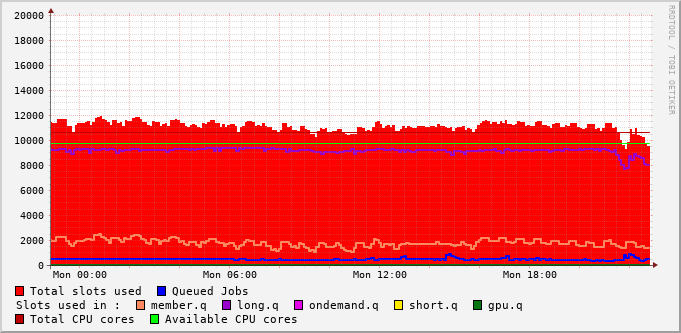 RRDTOOL / TOBI OETIKER
20000
18000
16000
14000
12000
10000
8000
6000
4000
2000
0
Mon 00:00 Mon 06:00 Mon 12:00 Mon 18:00
Total slots used Queued Jobs
Slots used in : member.q long.q ondemand.q short.q gpu.q
Total CPU cores Available CPU cores